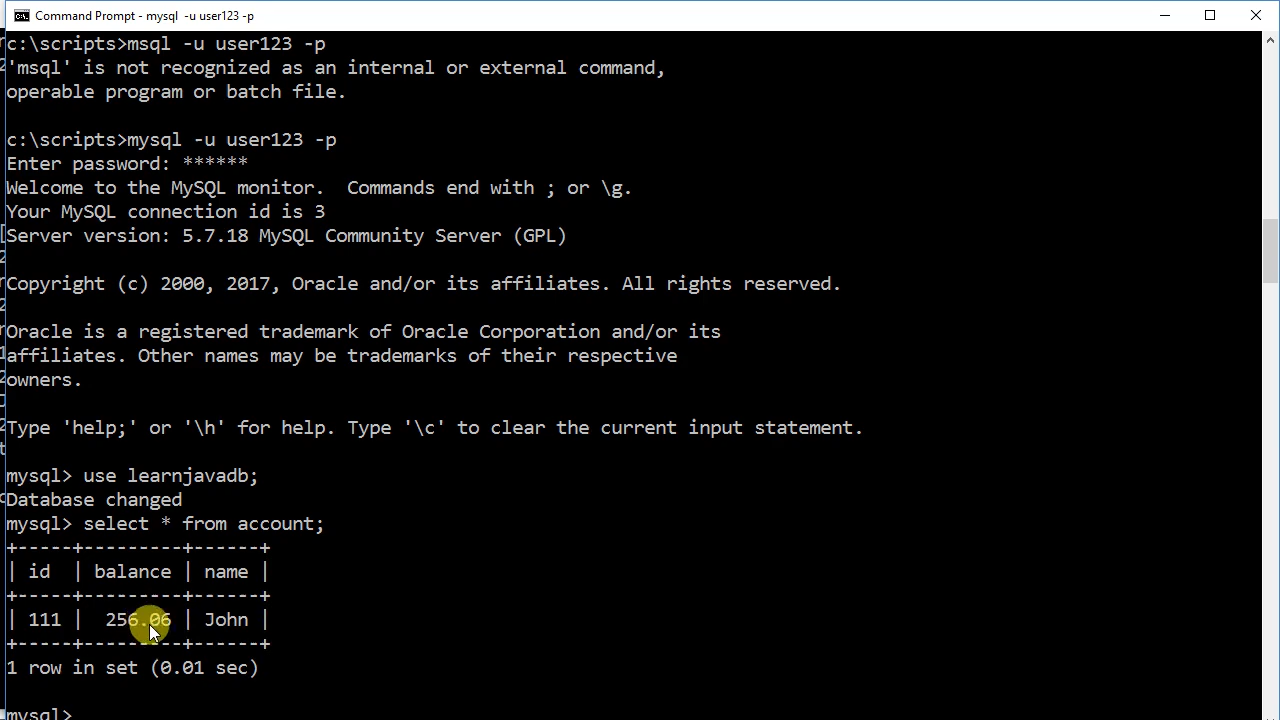 Command Prompt - mysql -u user123 -p
c:\scripts>msql -u user123 -p
'msql' is not recognized as an internal or external command,
operable program or batch file.
c:\scripts>mysql -u user123 -p
Enter password: ******
Welcome to the MySQL monitor.  Commands end with ; or \g.
Your MySQL connection id is 3
Server version: 5.7.18 MySQL Community Server (GPL)
Copyright (c) 2000, 2017, Oracle and/or its affiliates. All rights reserved.
Oracle is a registered trademark of Oracle Corporation and/or its
affiliates. Other names may be trademarks of their respective
owners.
Type 'help;' or '\h' for help. Type '\c' to clear the current input statement.
mysql> use learnjavadb;
Database changed
mysql> select * from account;
+-----+---------+------+
| id  | balance | name |
+-----+---------+------+
| 111 |  256.06 | John |
+-----+---------+------+
1 row in set (0.01 sec)
mysql>